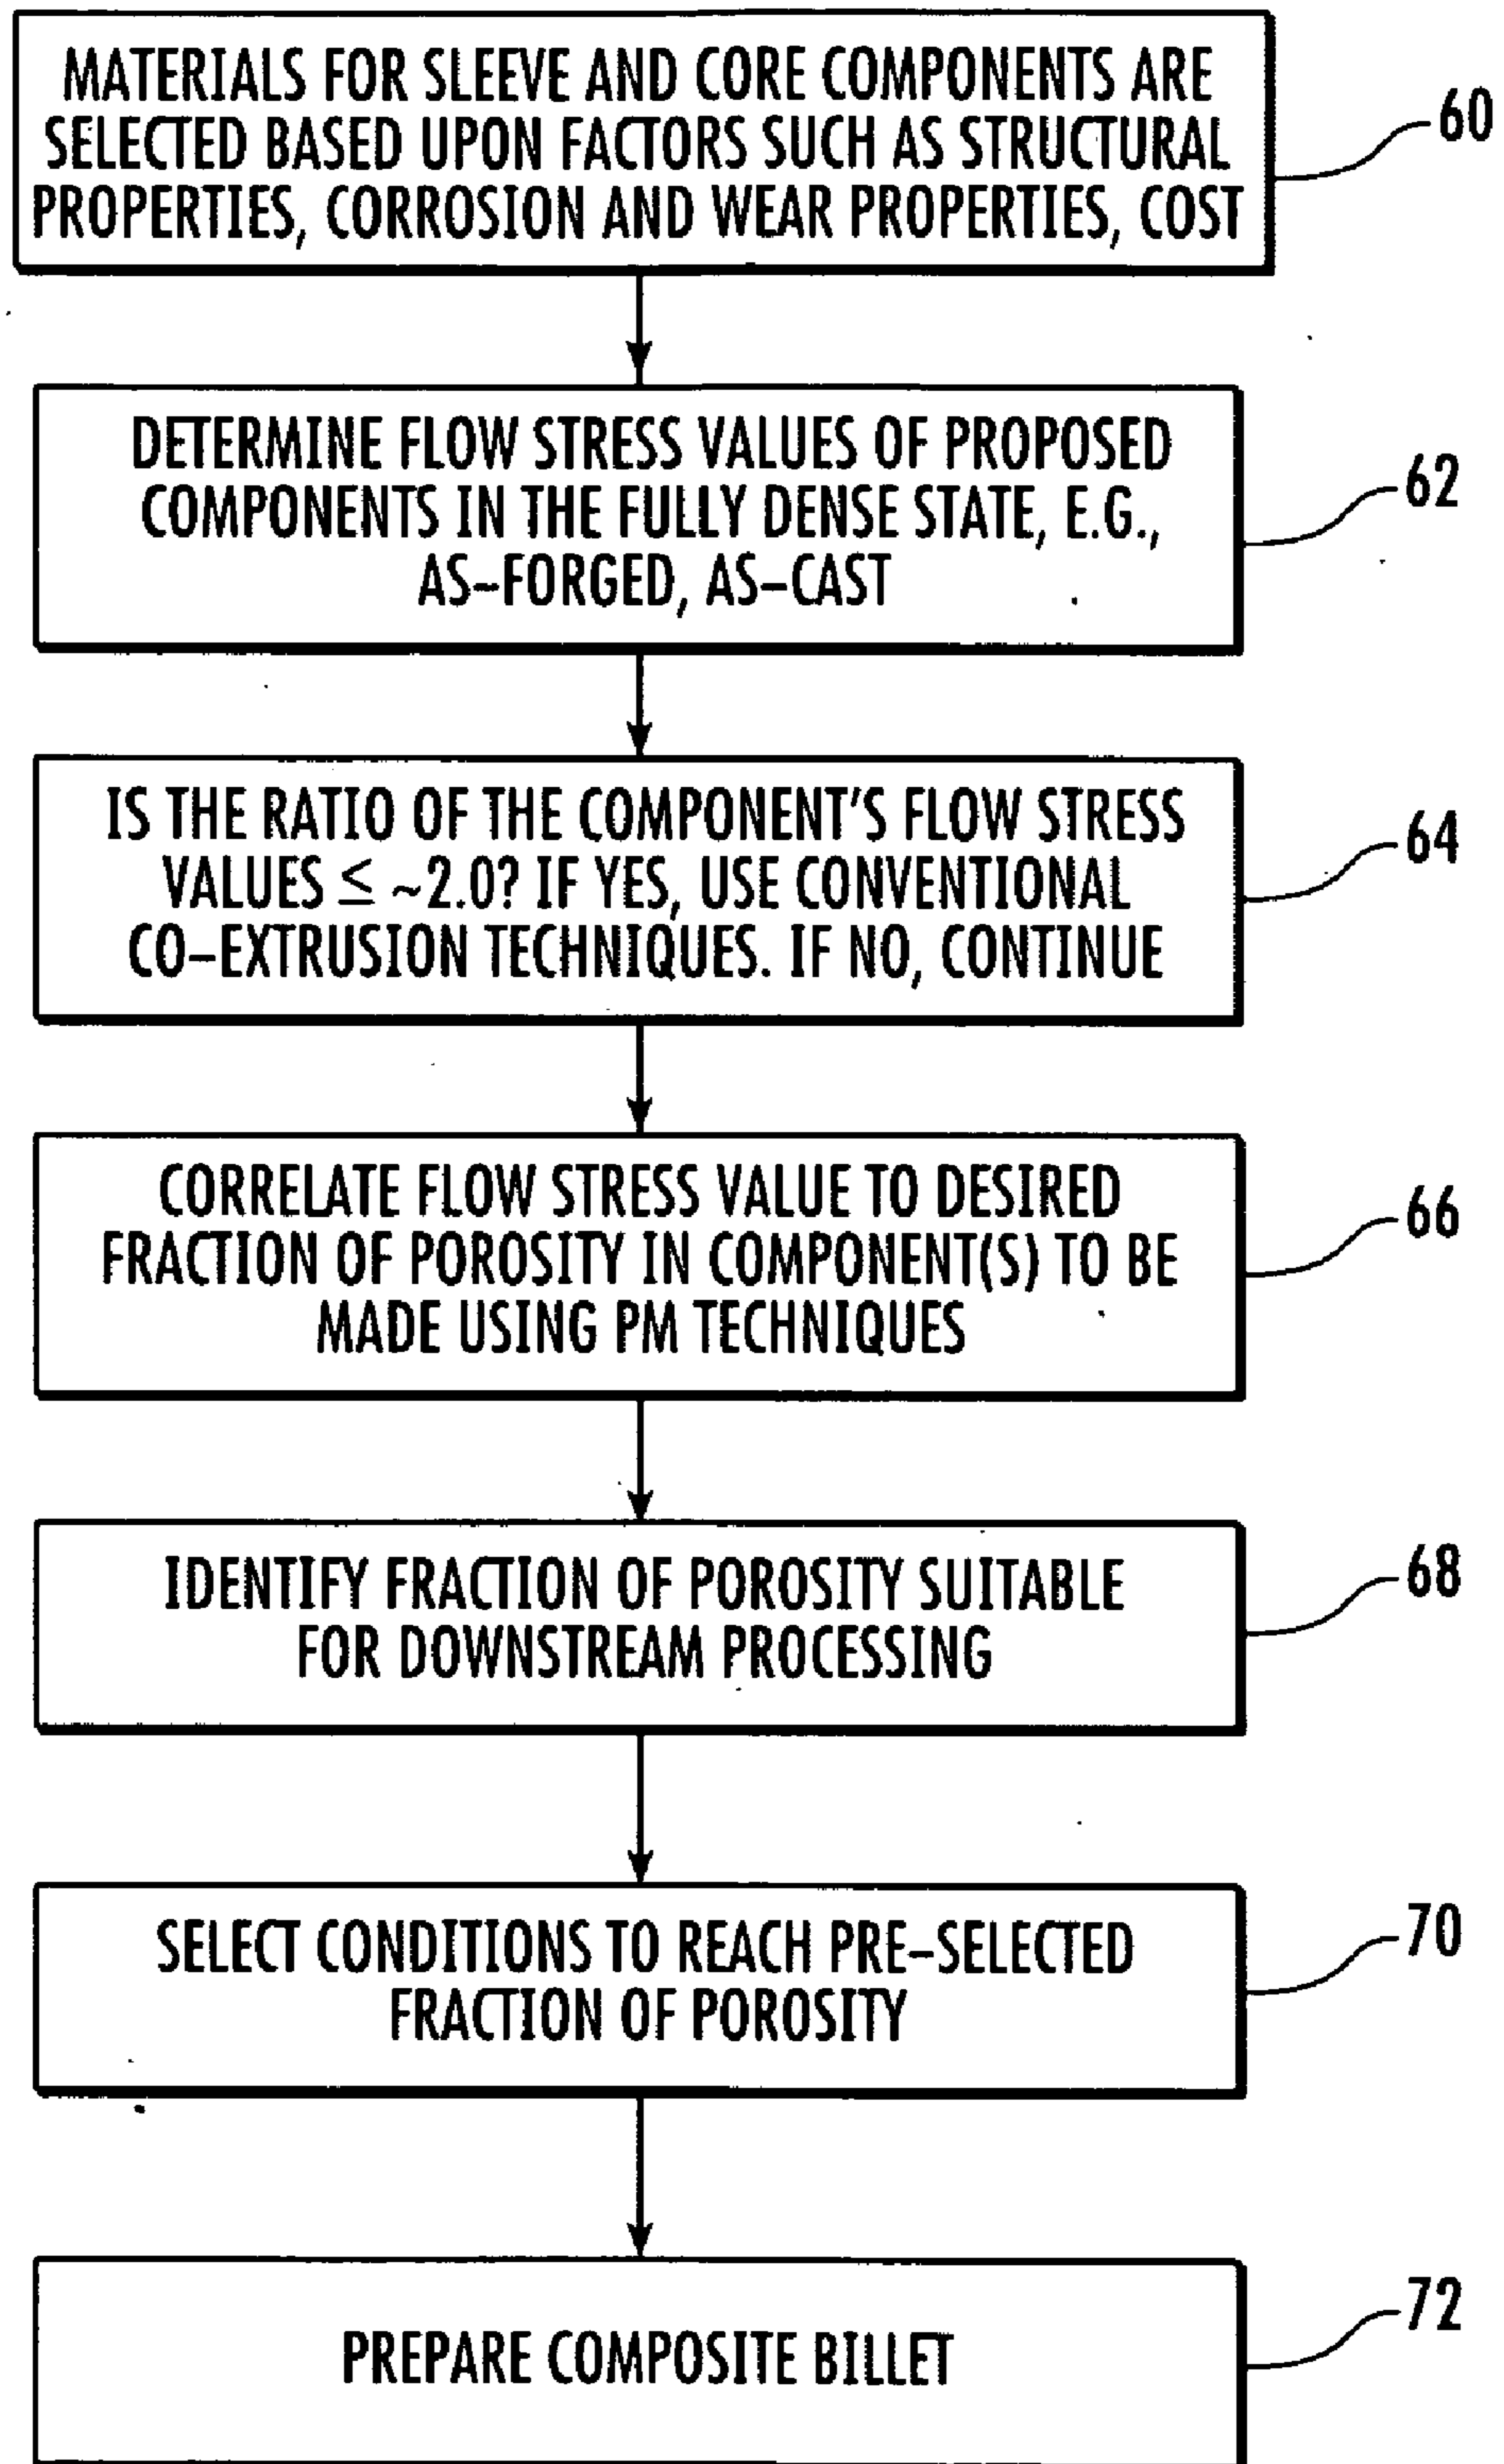 MATERIALS FOR SLEEVE AND CORE COMPONENTS ARE
SELECTED BASED UPON FACTORS SUCH AS STRUCTURAL
PROPERTIES, CORROSION AND WEAR PROPERTIES, COST
60
DETERMINE FLOW STRESS VALUES OF PROPOSED
COMPONENTS IN THE FULLY DENSE STATE, E.G.,
AS-FORGED, AS-CAST
62
IS THE RATIO OF THE COMPONENT'S FLOW STRESS
VALUES ≤ ~2.0? IF YES, USE CONVENTIONAL
CO-EXTRUSION TECHNIQUES. IF NO, CONTINUE
64
CORRELATE FLOW STRESS VALUE TO DESIRED
FRACTION OF POROSITY IN COMPONENT(S) TO BE
MADE USING PM TECHNIQUES
66
IDENTIFY FRACTION OF POROSITY SUITABLE
FOR DOWNSTREAM PROCESSING
68
SELECT CONDITIONS TO REACH PRE-SELECTED
FRACTION OF POROSITY
70
PREPARE COMPOSITE BILLET
72